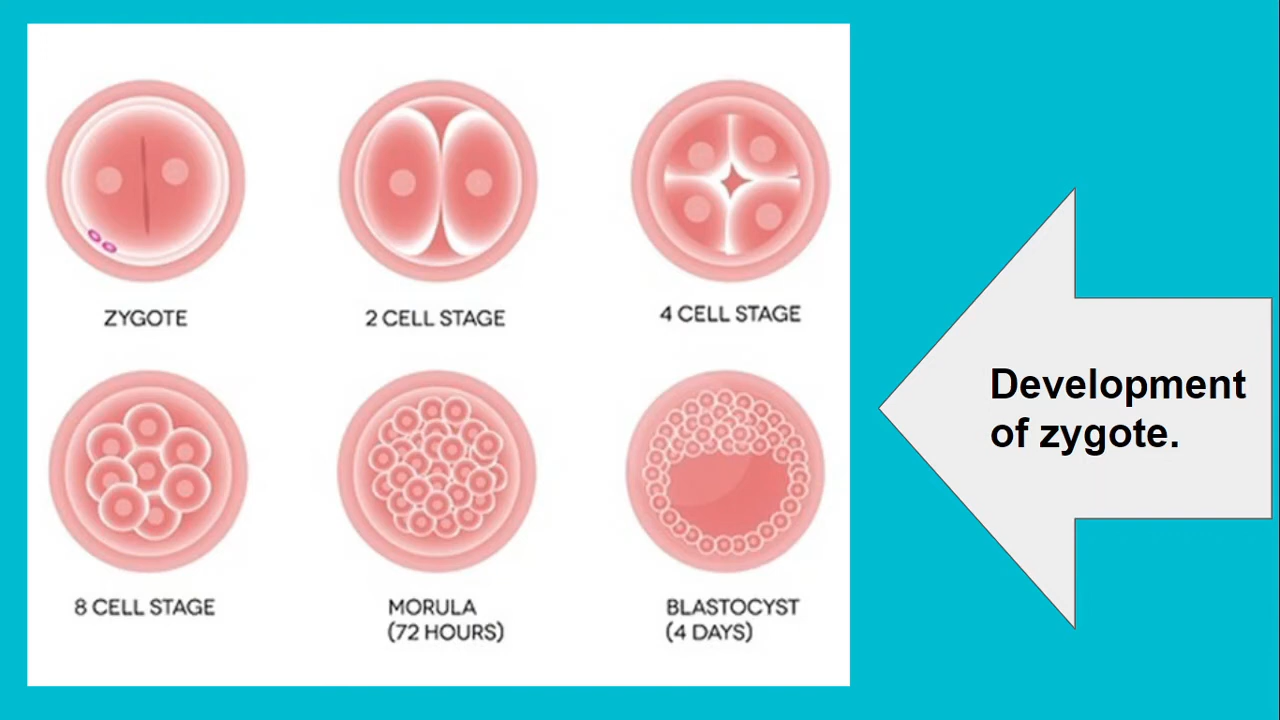 ZYGOTE
2 CELL STAGE
4 CELL STAGE
8 CELL STAGE
MORULA
(72 HOURS)
BLASTOCYST
(4 DAYS)
Development
of zygote.